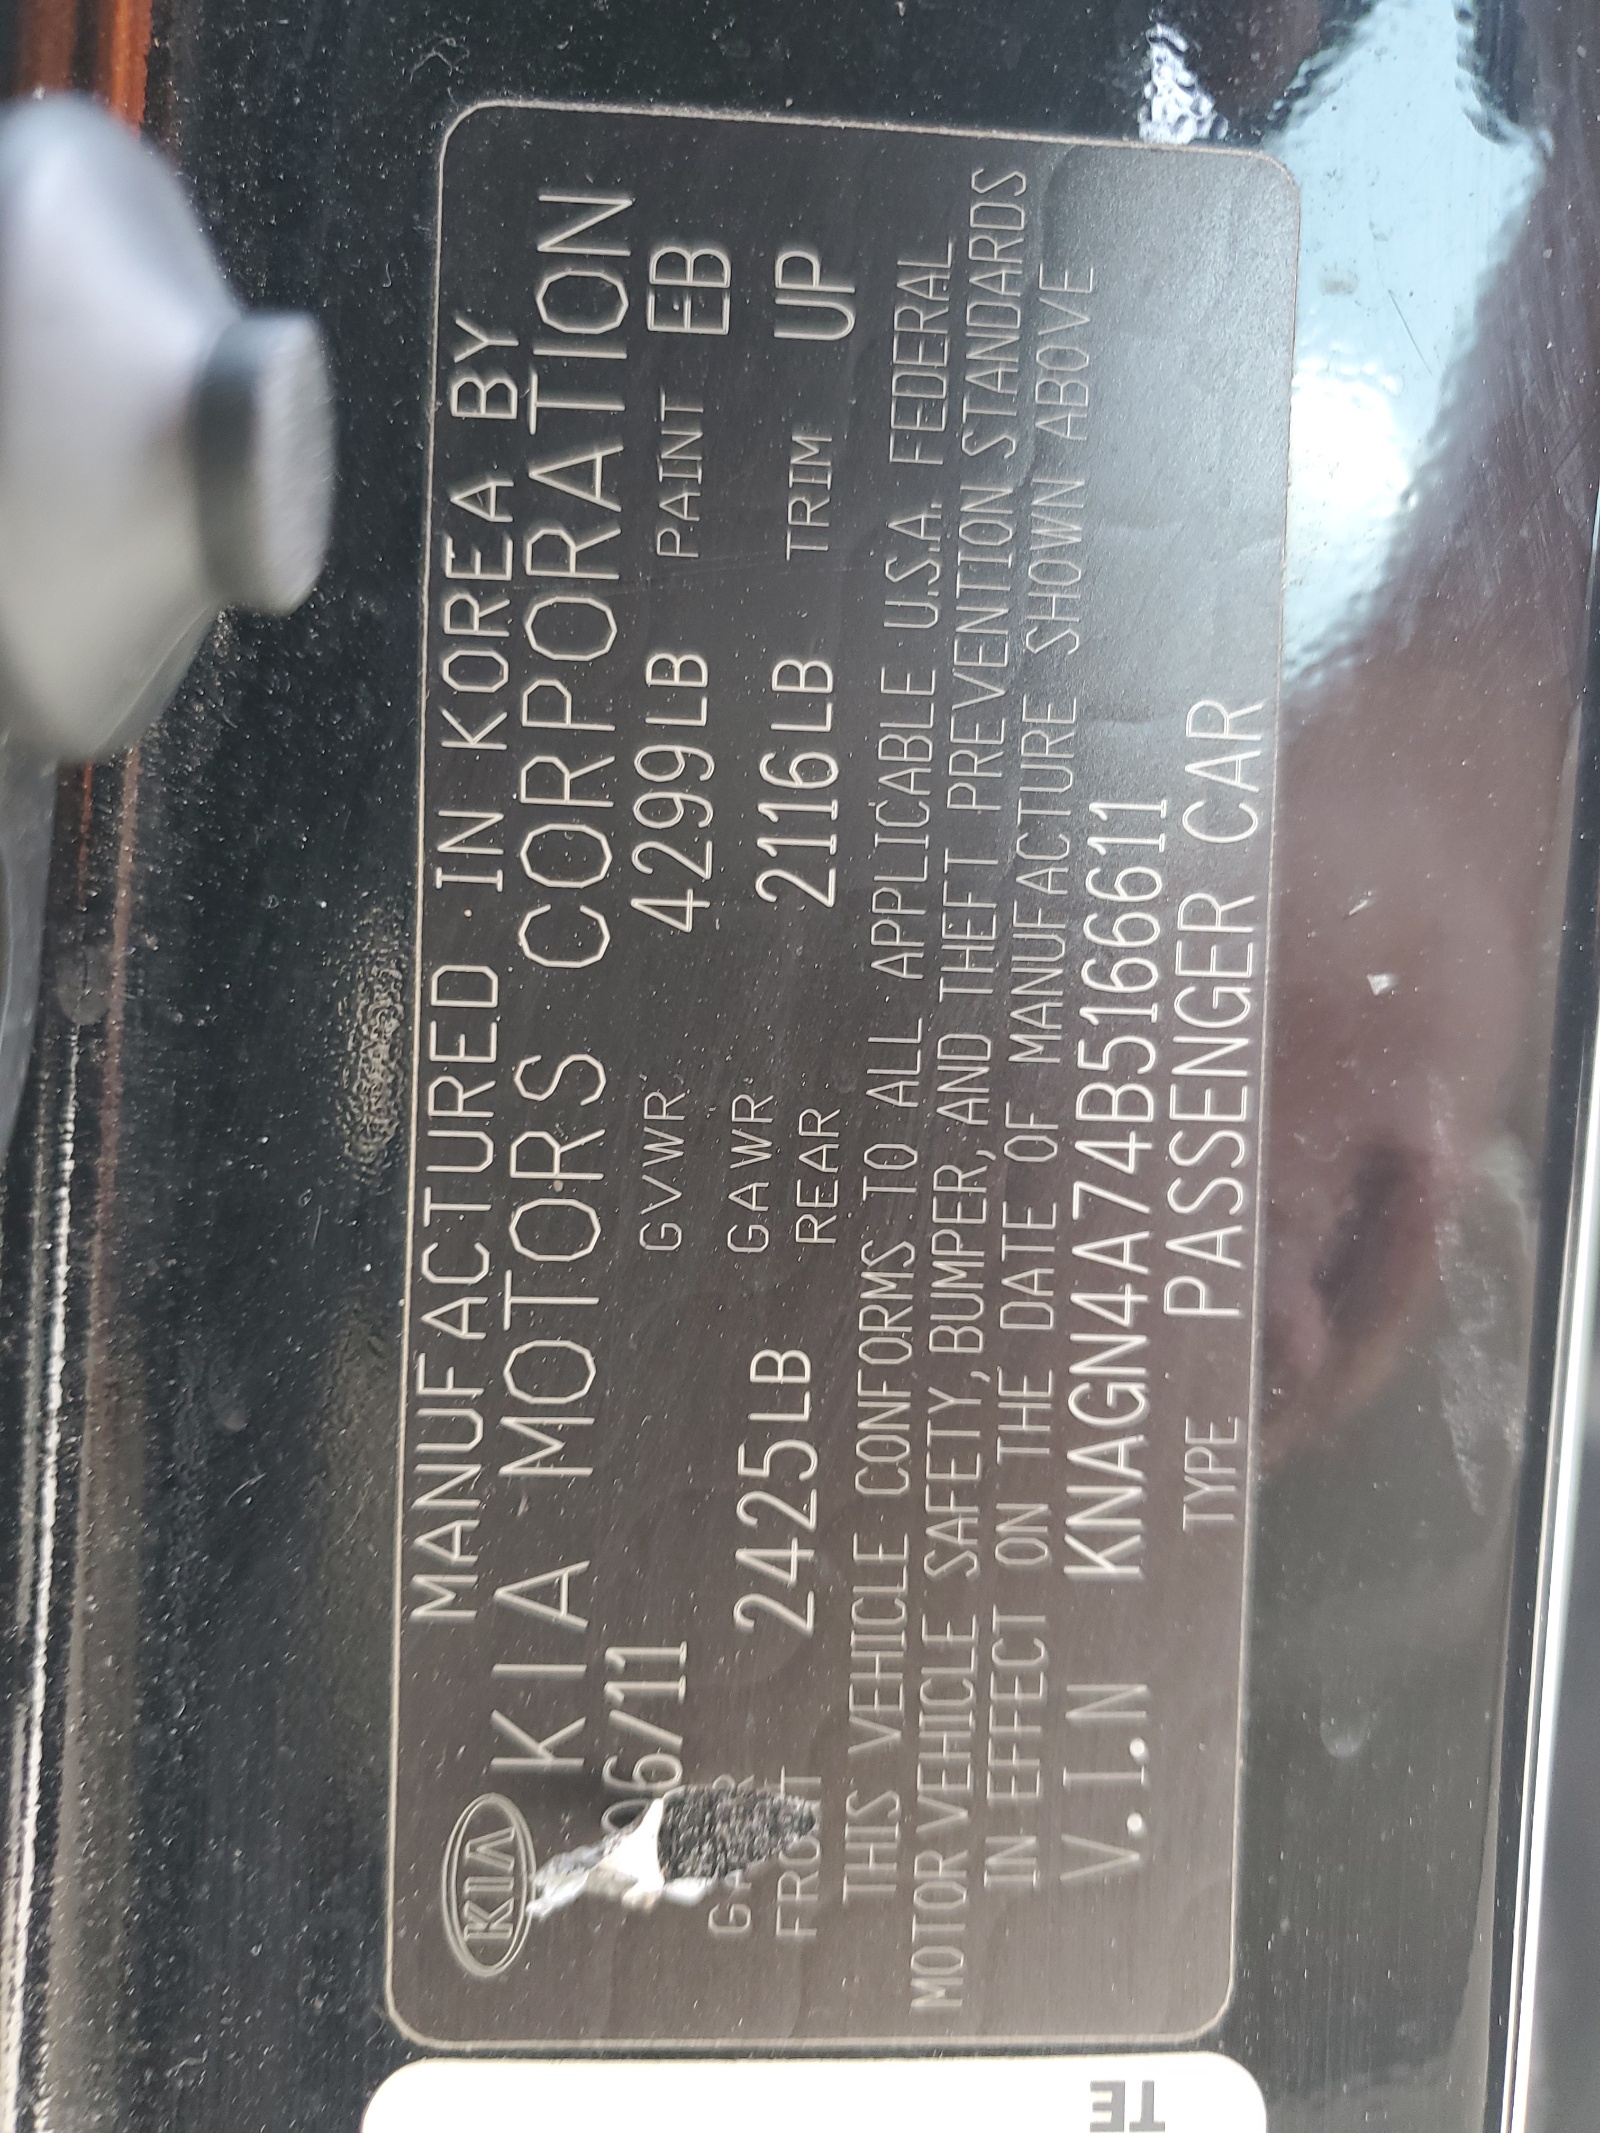 KIA
MANUFACTURED IN KOREA BY
KIA MOTORS CORPORATION
06/11 GVWR 4299LB PAINT EB
FRONT 2425LB GAWR REAR 2116LB TRIM UP
THIS VEHICLE CONFORMS TO ALL APPLICABLE U.S.A. FEDERAL
MOTOR VEHICLE SAFETY, BUMPER, AND THEFT PREVENTION STANDARDS
IN EFFECT ON THE DATE OF MANUFACTURE SHOWN ABOVE
V.I.N KNAGN4A74B5166611
TYPE PASSENGER CAR
TE